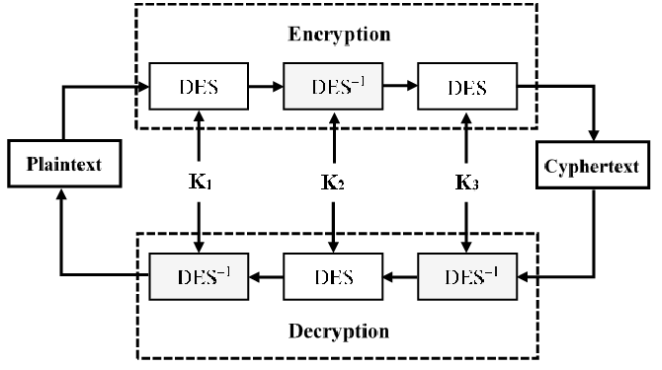 Encryption
DES DES⁻¹ DES
Plaintext K₁ K₂ K₃ Cyphertext
DES⁻¹ DES DES⁻¹
Decryption